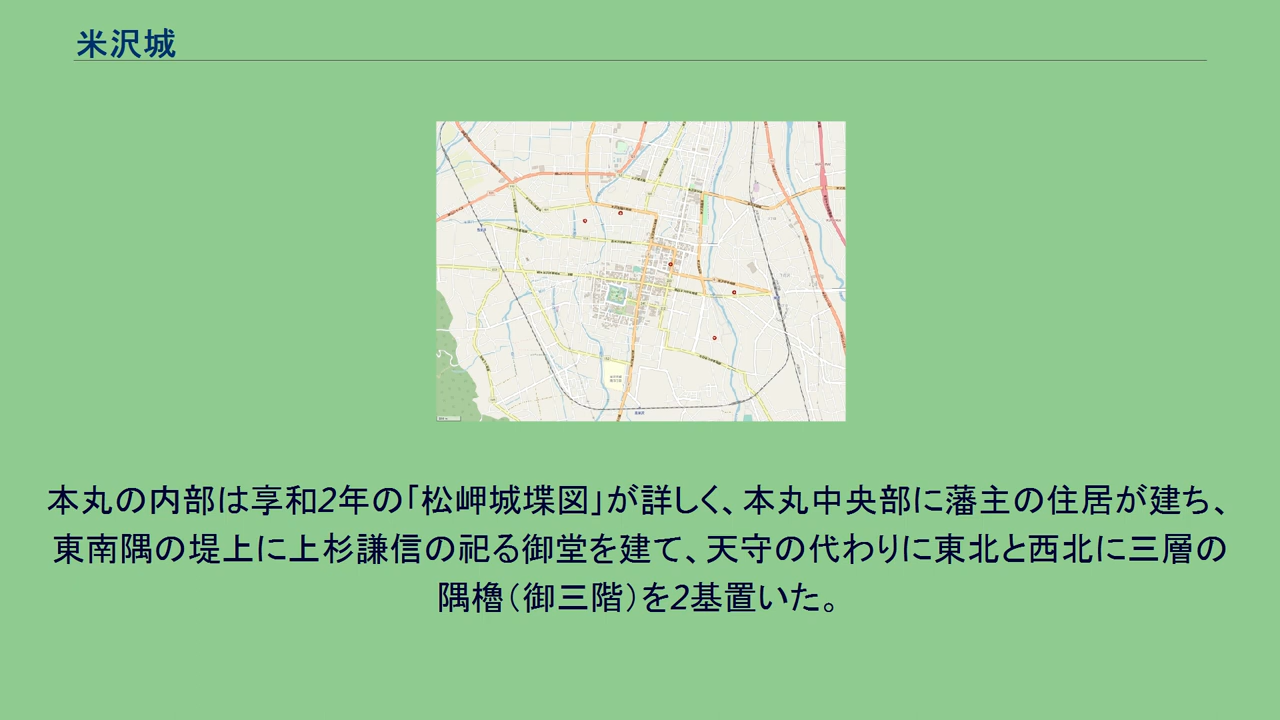 米沢城
本丸の内部は享和2年の「松岬城堞図」が詳しく、本丸中央部に藩主の住居が建ち、
東南隅の堤上に上杉謙信の祀る御堂を建て、天守の代わりに東北と西北に三層の
隅櫓（御三階）を2基置いた。